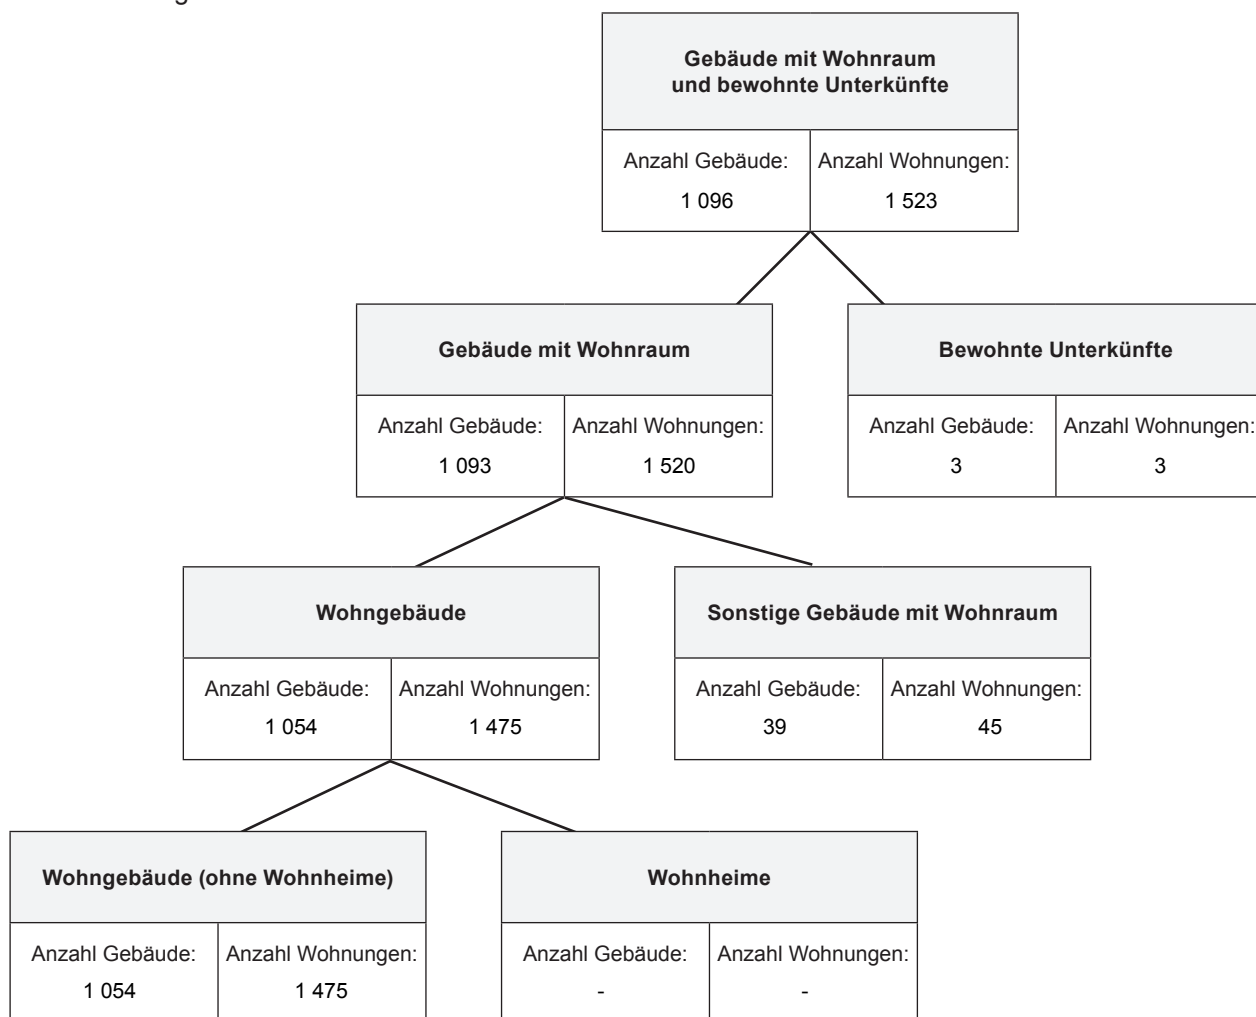 Gebäude mit Wohnraum
und bewohnte Unterkünfte
Anzahl Gebäude: Anzahl Wohnungen:
1 096 1 523
Gebäude mit Wohnraum
Anzahl Gebäude: Anzahl Wohnungen:
1 093 1 520
Bewohnte Unterkünfte
Anzahl Gebäude: Anzahl Wohnungen:
3 3
Wohngebäude
Anzahl Gebäude: Anzahl Wohnungen:
1 054 1 475
Sonstige Gebäude mit Wohnraum
Anzahl Gebäude: Anzahl Wohnungen:
39 45
Wohngebäude (ohne Wohnheime)
Anzahl Gebäude: Anzahl Wohnungen:
1 054 1 475
Wohnheime
Anzahl Gebäude: Anzahl Wohnungen:
- -